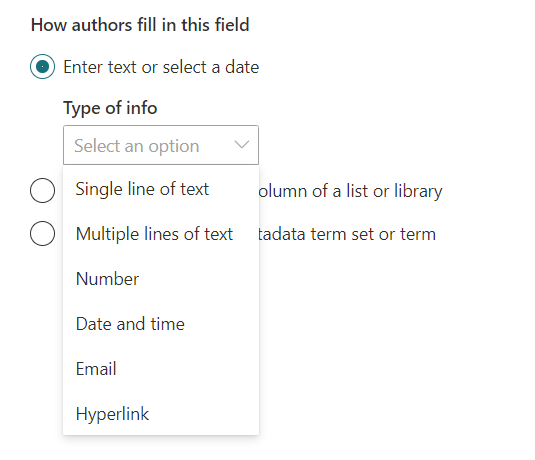 How authors fill in this field
Enter text or select a date
Type of info
Select an option
Single line of text
olumn of a list or library
Multiple lines of text
tadata term set or term
Number
Date and time
Email
Hyperlink